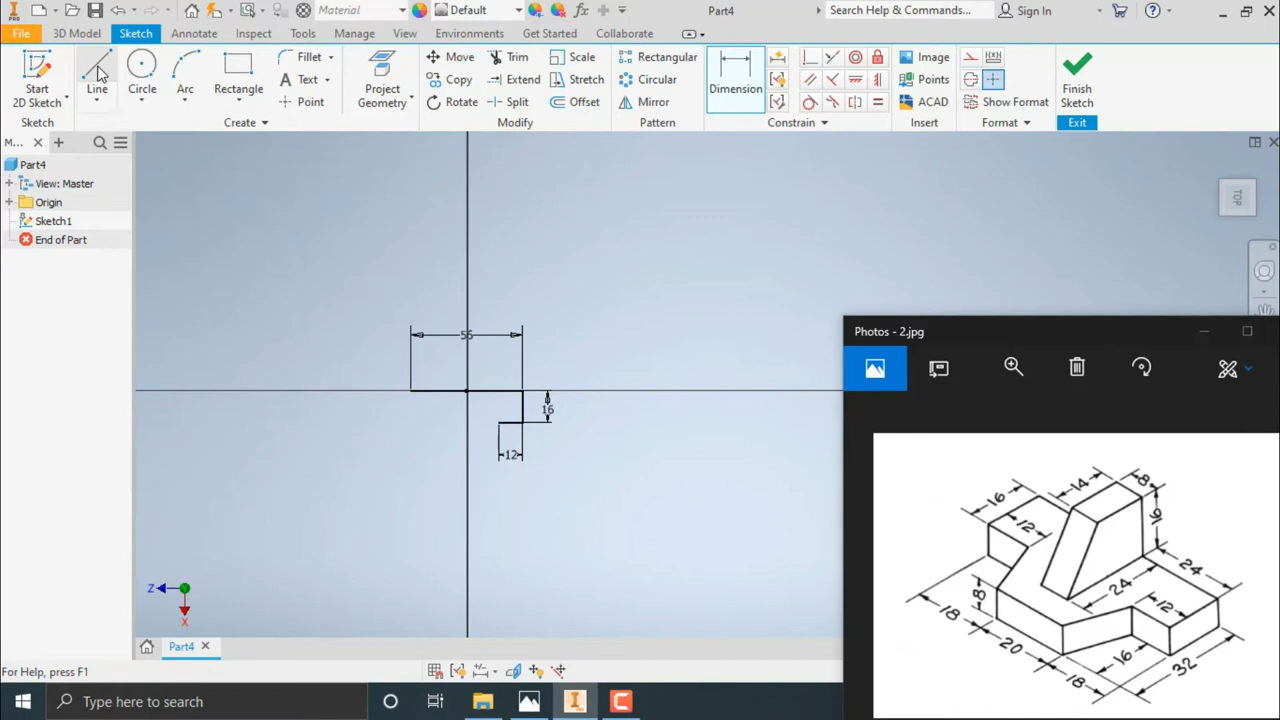 PRO
Material
Default
fx
Part4
Search Help & Commands...
Sign In
File
3D Model
Sketch
Annotate
Inspect
Tools
Manage
View
Environments
Get Started
Collaborate
Start
2D Sketch
Line
Circle
Arc
Rectangle
Fillet
Text
Point
Project
Geometry
Move
Copy
Rotate
Trim
Extend
Split
Scale
Stretch
Offset
Rectangular
Circular
Mirror
Dimension
Image
Points
ACAD
Show Format
Finish
Sketch
Sketch
Create
Modify
Pattern
Constrain
Insert
Format
Exit
M...
Part4
View: Master
Origin
Sketch1
End of Part
TOP
56
16
12
Z
X
Photos - 2.jpg
14
8
16
16
12
24
24
8
12
18
20
16
18
32
Part4
For Help, press F1
Type here to search